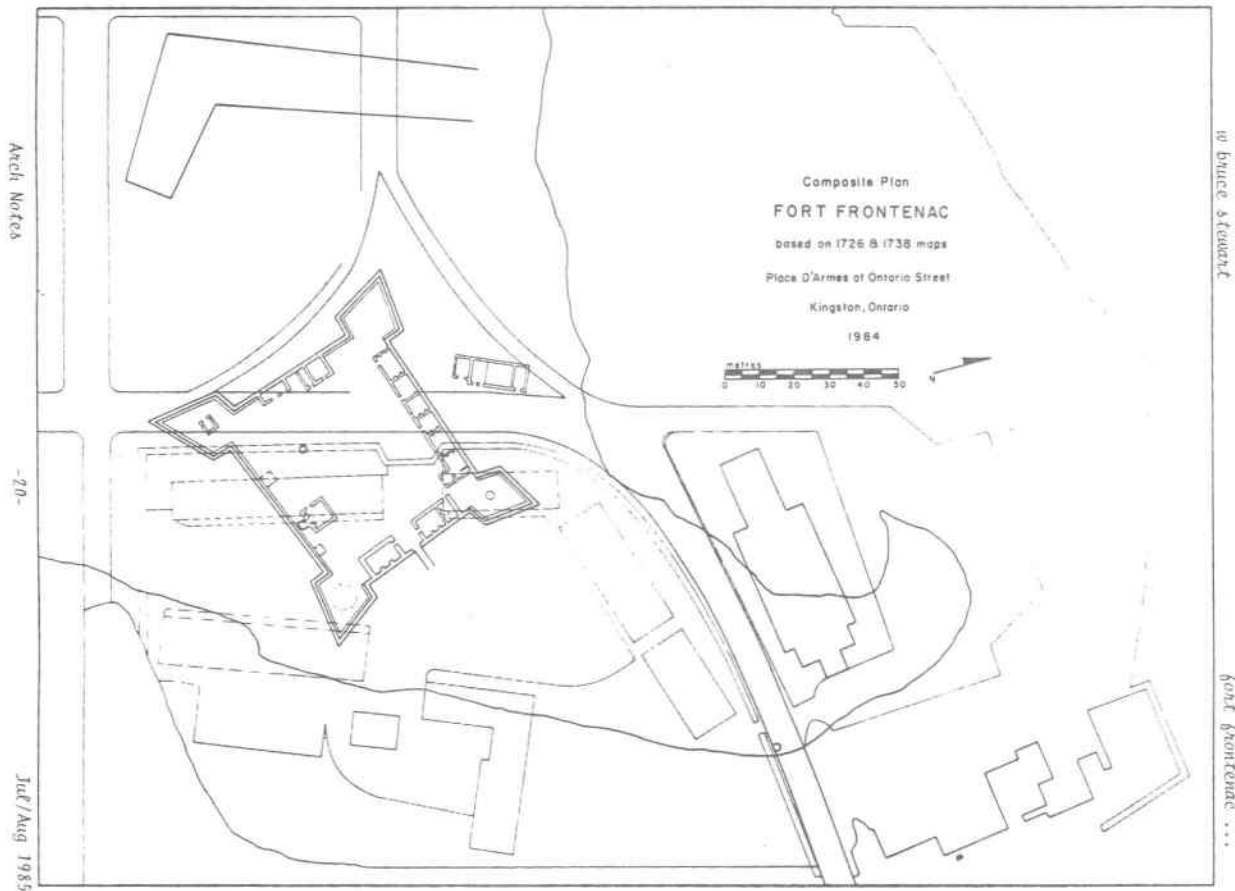 w bruce stewart
fort frontenac ...
Composite Plan
FORT FRONTENAC
based on 1726 & 1738 maps
Place D'Armes at Ontario Street
Kingston, Ontario
1984
metres
0 10 20 30 40 50
N
Arch Notes
-20-
Jul/Aug 1985